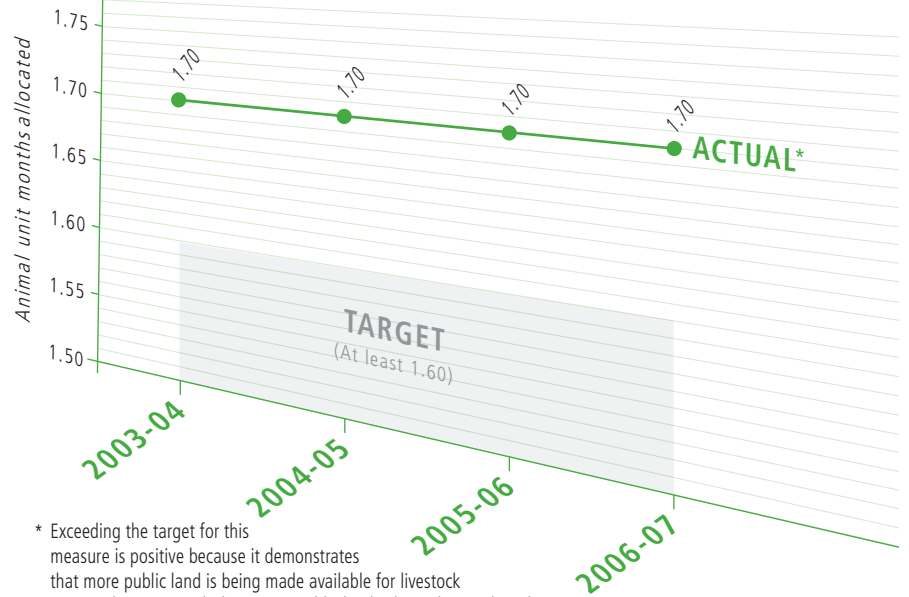 Animal unit months allocated
1.75
1.70
1.65
1.60
1.55
1.50
1.70
1.70
1.70
1.70
ACTUAL*
TARGET
(At least 1.60)
2003-04
2004-05
2005-06
2006-07
* Exceeding the target for this
measure is positive because it demonstrates
that more public land is being made available for livestock